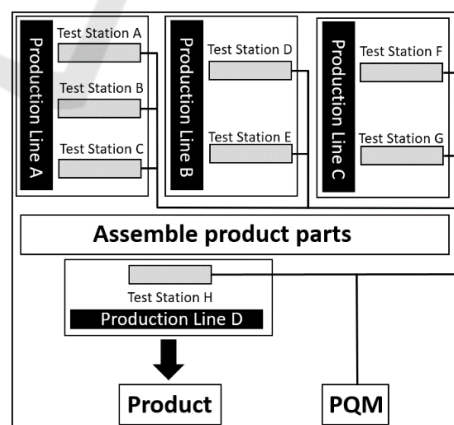 Production Line A
Test Station A
Test Station B
Test Station C
Production Line B
Test Station D
Test Station E
Production Line C
Test Station F
Test Station G
Assemble product parts
Test Station H
Production Line D
Product
PQM